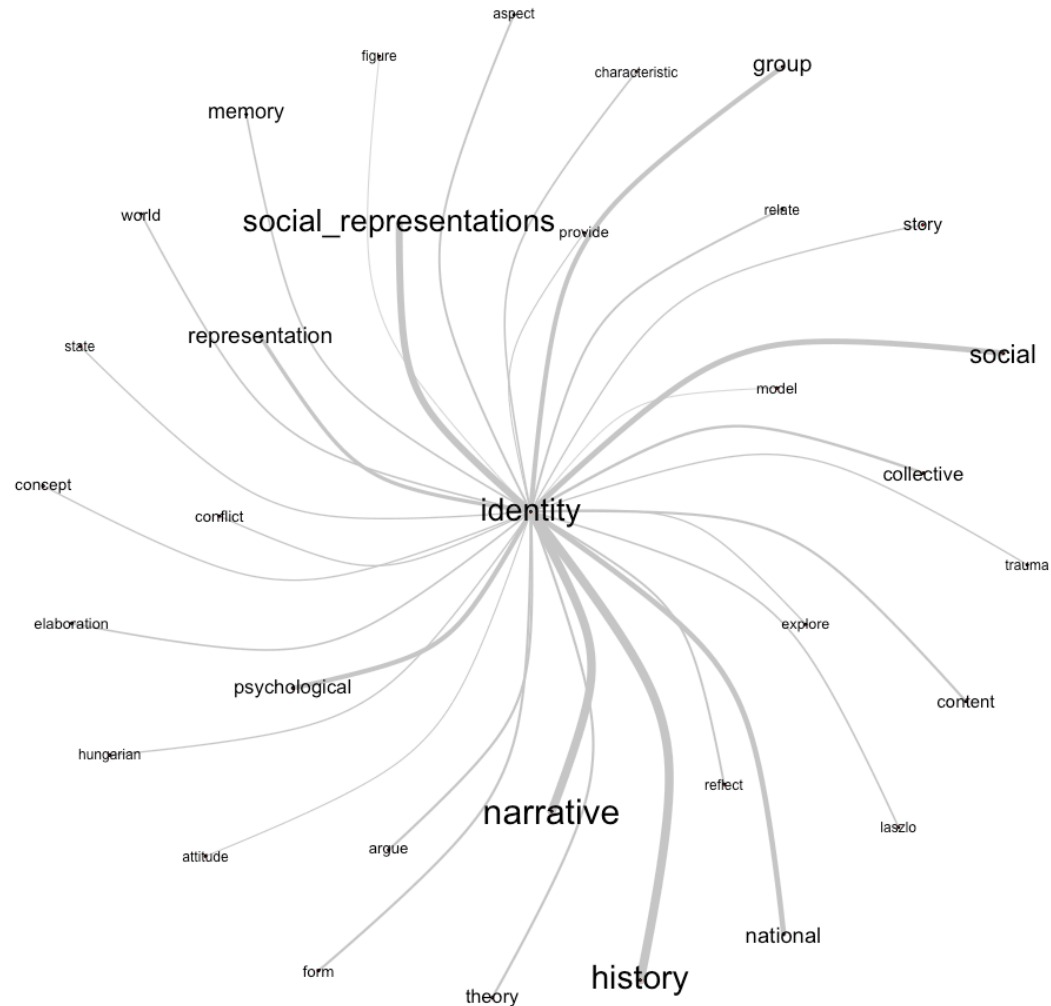 aspect
figure
group
characteristic
memory
relate
world
social_representations
story
provide
representation
state
social
model
collective
concept
identity
conflict
trauma
elaboration
explore
psychological
content
hungarian
reflect
narrative
laszlo
argue
attitude
national
form
history
theory